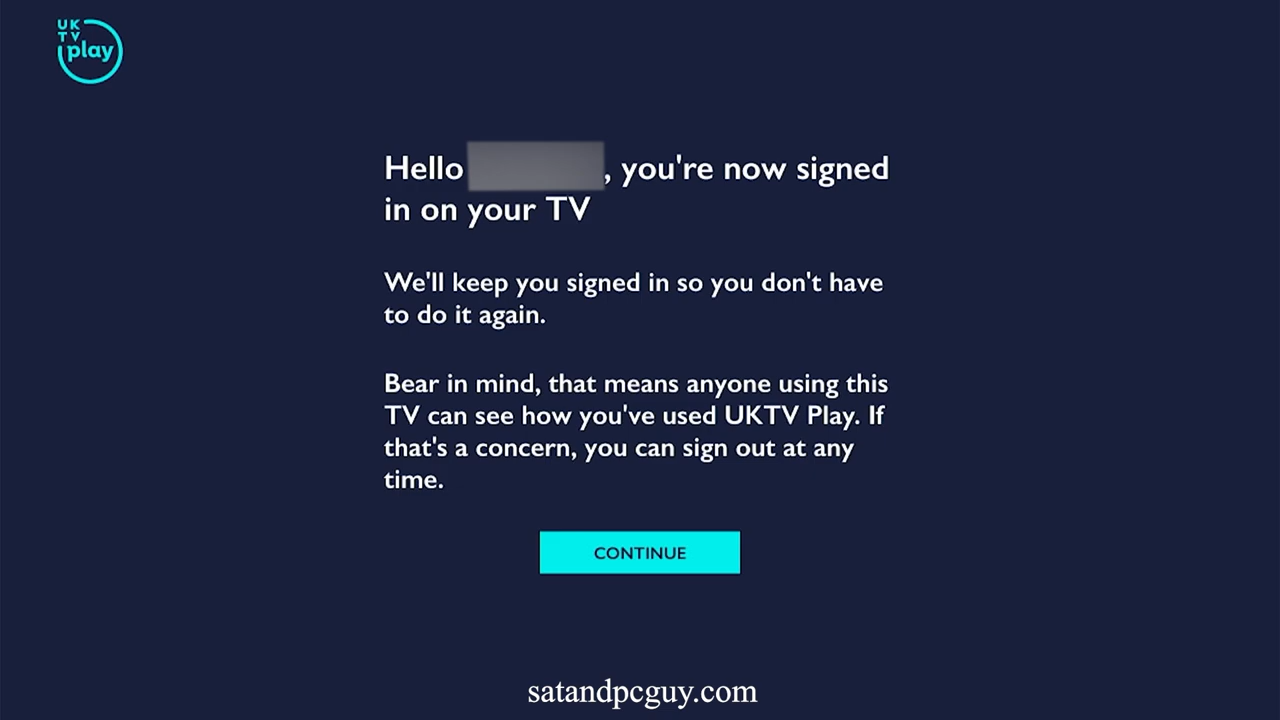 UK
TV
play
Hello , you're now signed
in on your TV
We'll keep you signed in so you don't have
to do it again.
Bear in mind, that means anyone using this
TV can see how you've used UKTV Play. If
that's a concern, you can sign out at any
time.
CONTINUE
satandpcguy.com